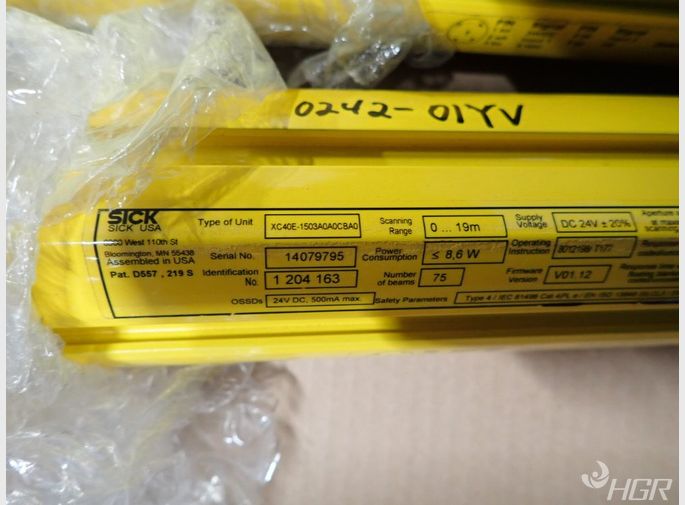 0242-01YV
SICK
SICK USA
West 110th St
Bloomington, MN 55438
Assembled in USA
Pat. D557 , 219 S
Type of Unit
XC40E-1503A0A0CBA0
Serial No.
14079795
Identification No.
1 204 163
OSSDs
24V DC, 500mA max.
Scanning Range
0 ... 19m
Power Consumption
≤ 8,6 W
Number of beams
75
Safety Parameters
Type 4 / IEC 61496
Supply Voltage
DC 24V ± 20%
Operating Instruction
Firmware Version
V01.12
Aperture
at
scanning
HGR